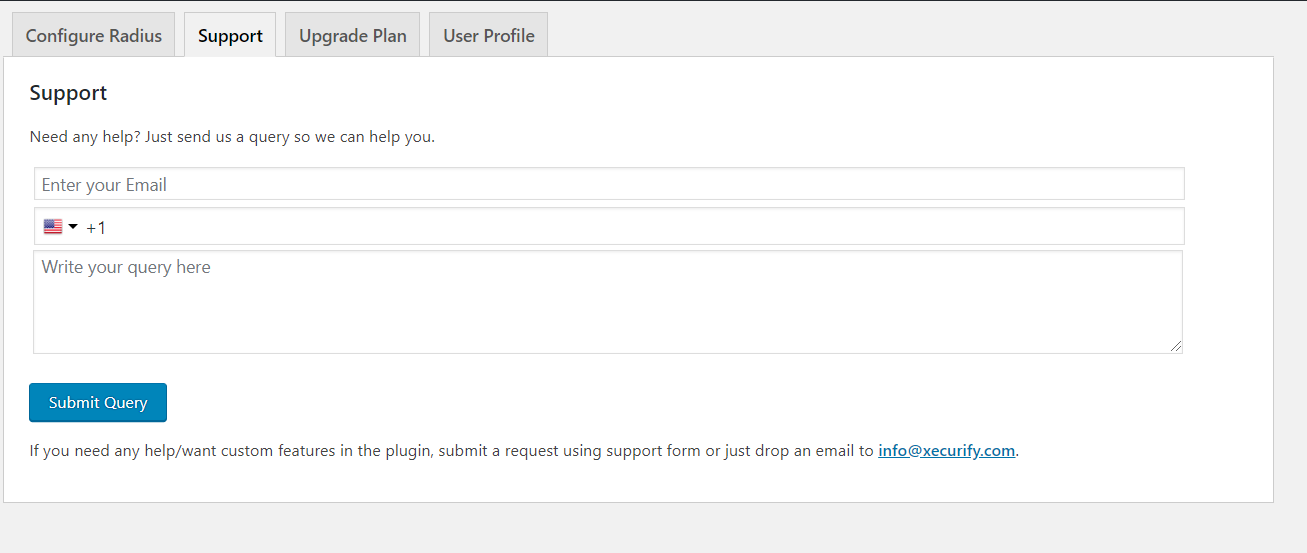 Configure Radius Support Upgrade Plan User Profile
Support
Need any help? Just send us a query so we can help you.
Enter your Email
+1
Write your query here
Submit Query
If you need any help/want custom features in the plugin, submit a request using support form or just drop an email to info@xecurify.com.